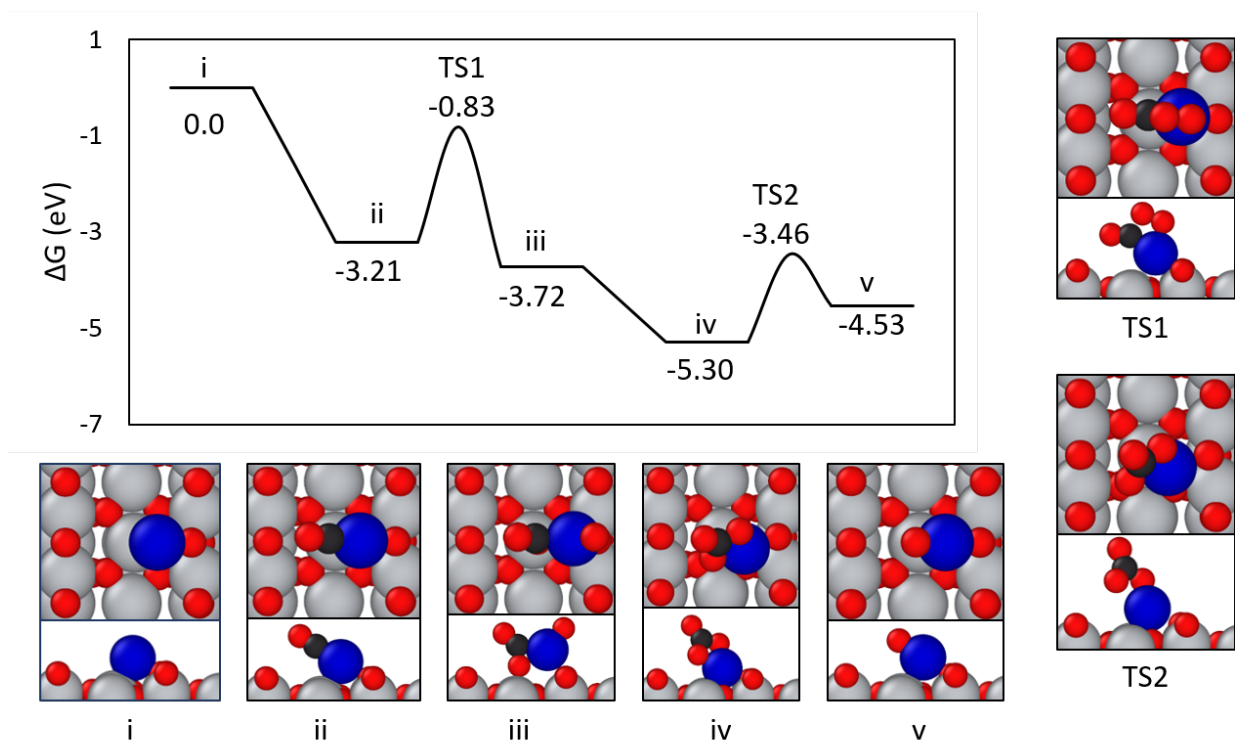 1
-1
-3
-5
-7
ΔG (eV)
i
0.0
ii
-3.21
TS1
-0.83
iii
-3.72
iv
-5.30
TS2
-3.46
v
-4.53
TS1
TS2
i
ii
iii
iv
v